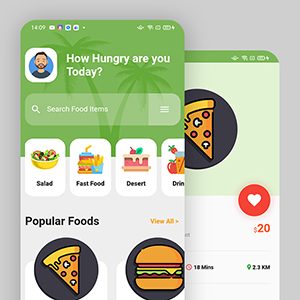 14:09
How Hungry are you
Today?
Search Food Items
Salad
Fast Food
Desert
Popular Foods
View All »
$20
18 Mins
2.3 KM